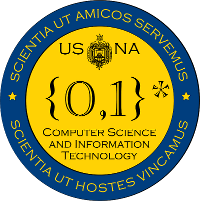 SCIENTIA UT AMICOS SERVEMUS
US NA
{0,1}*
COMPUTER SCIENCE
AND INFORMATION
TECHNOLOGY
SCIENTIA UT HOSTES VINCAMUS